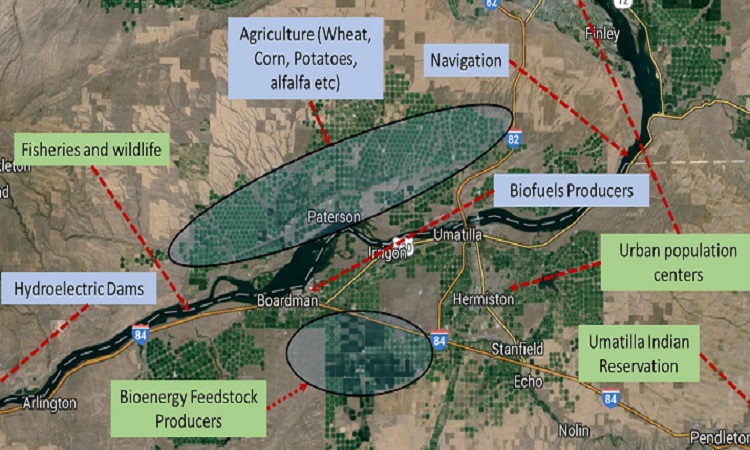 82
12
Finley
Agriculture (Wheat,
Corn, Potatoes,
alfalfa etc)
Navigation
82
Fisheries and wildlife
Biofuels Producers
Paterson
Umatilla
Irrigon
Urban population
centers
Hydroelectric Dams
Boardman
Hermiston
84
84
Stanfield
Umatilla Indian
Reservation
Echo
Bioenergy Feedstock
Producers
84
Arlington
Nolin
Pendleton